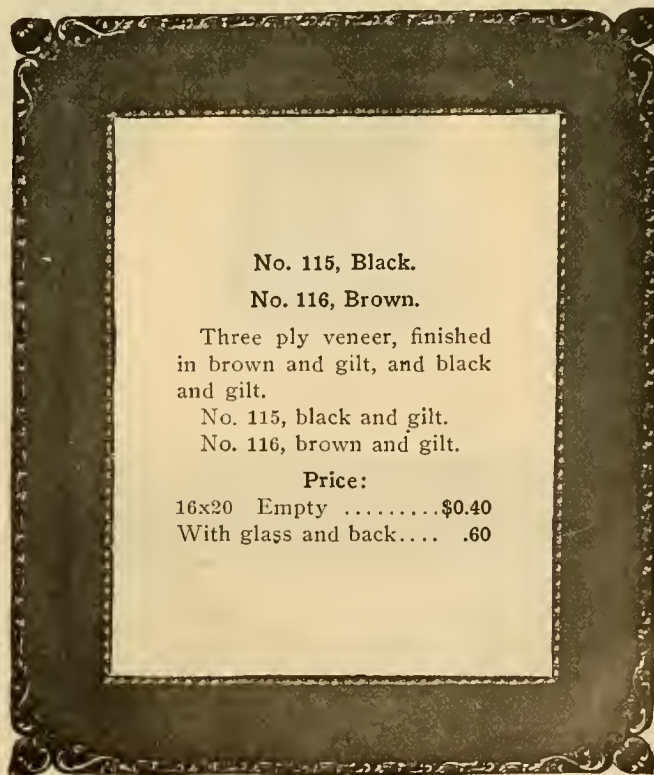 No. 115, Black.
No. 116, Brown.
Three ply veneer, finished
in brown and gilt, and black
and gilt.
No. 115, black and gilt.
No. 116, brown and gilt.
Price:
16x20 Empty .........$0.40
With glass and back.... .60